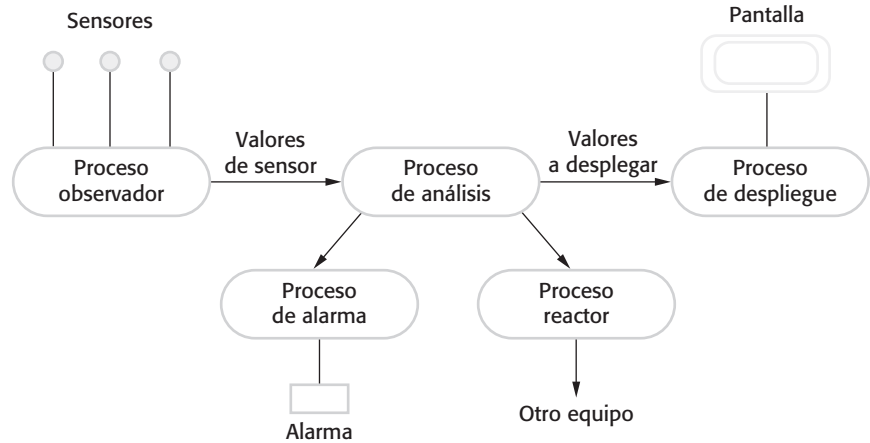 Sensores
Pantalla
Proceso
observador
Valores
de sensor
Proceso
de análisis
Valores
a desplegar
Proceso
de despliegue
Proceso
de alarma
Proceso
reactor
Alarma
Otro equipo